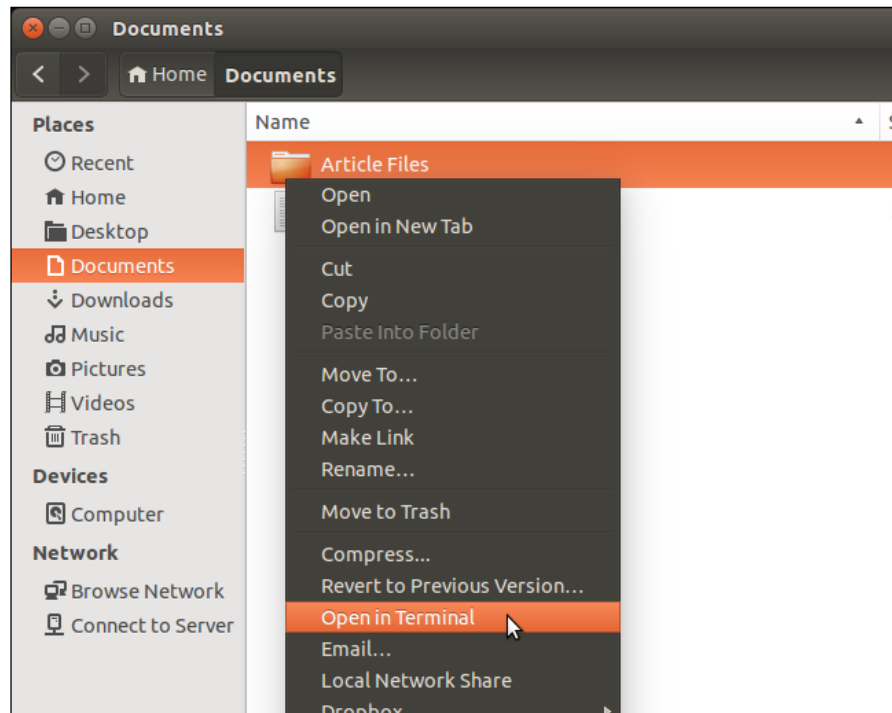 Documents
Home Documents
Places
Recent
Home
Desktop
Documents
Downloads
Music
Pictures
Videos
Trash
Devices
Computer
Network
Browse Network
Connect to Server
Name
Article Files
Open
Open in New Tab
Cut
Copy
Paste Into Folder
Move To...
Copy To...
Make Link
Rename...
Move to Trash
Compress...
Revert to Previous Version...
Open in Terminal
Email...
Local Network Share
Dropbox